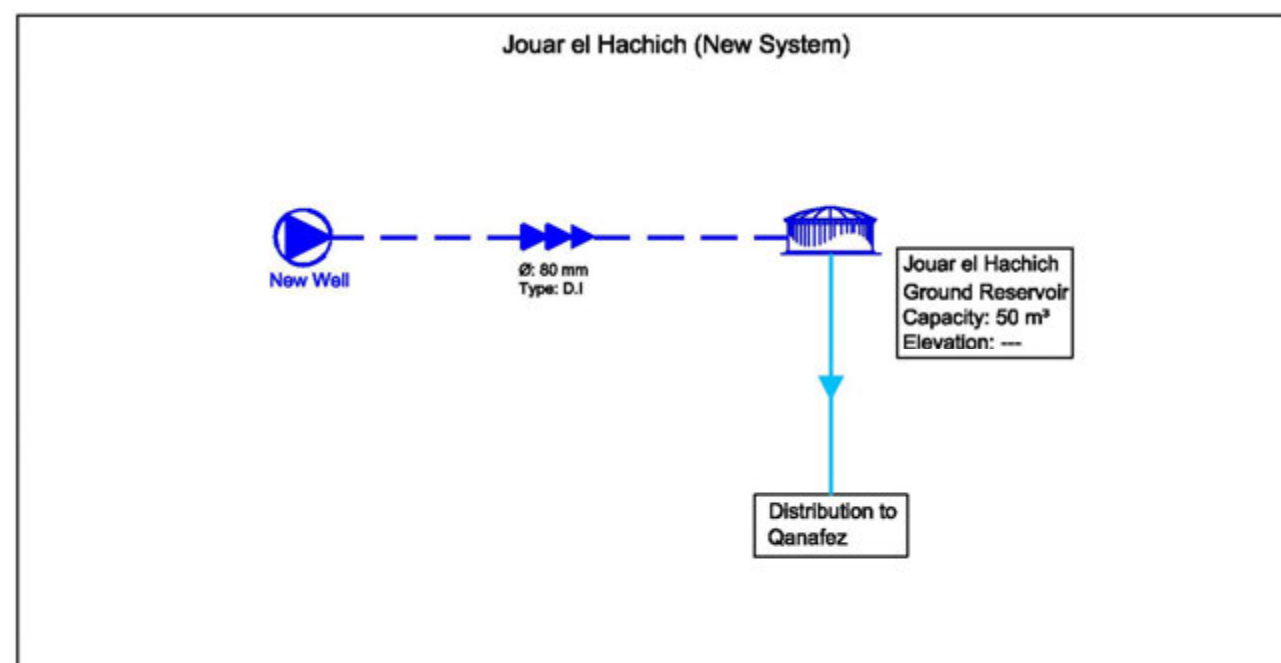 Jouar el Hachich (New System)
New Well
Ø: 80 mm
Type: D.I
Jouar el Hachich
Ground Reservoir
Capacity: 50 m³
Elevation: ---
Distribution to
Qanafez